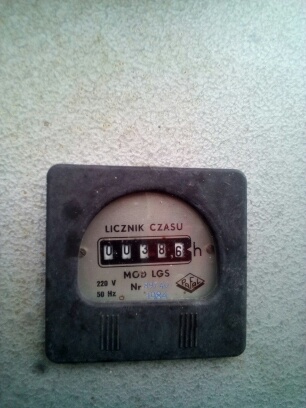 LICZNIK CZASU
00386 h
MOD LGS
220 V
50 Hz
Nr